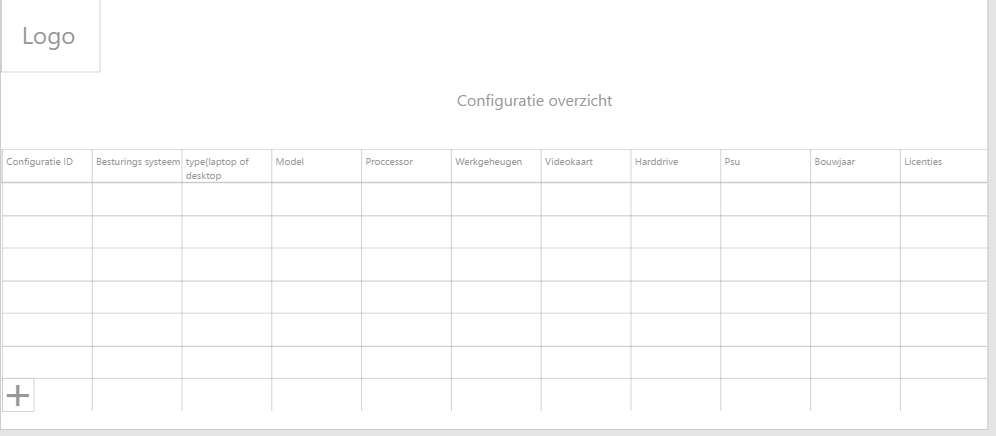 Logo
Configuratie overzicht
Configuratie ID
Besturings systeem
type(laptop of
desktop
Model
Proccessor
Werkgeheugen
Videokaart
Harddrive
Psu
Bouwjaar
Licenties
+